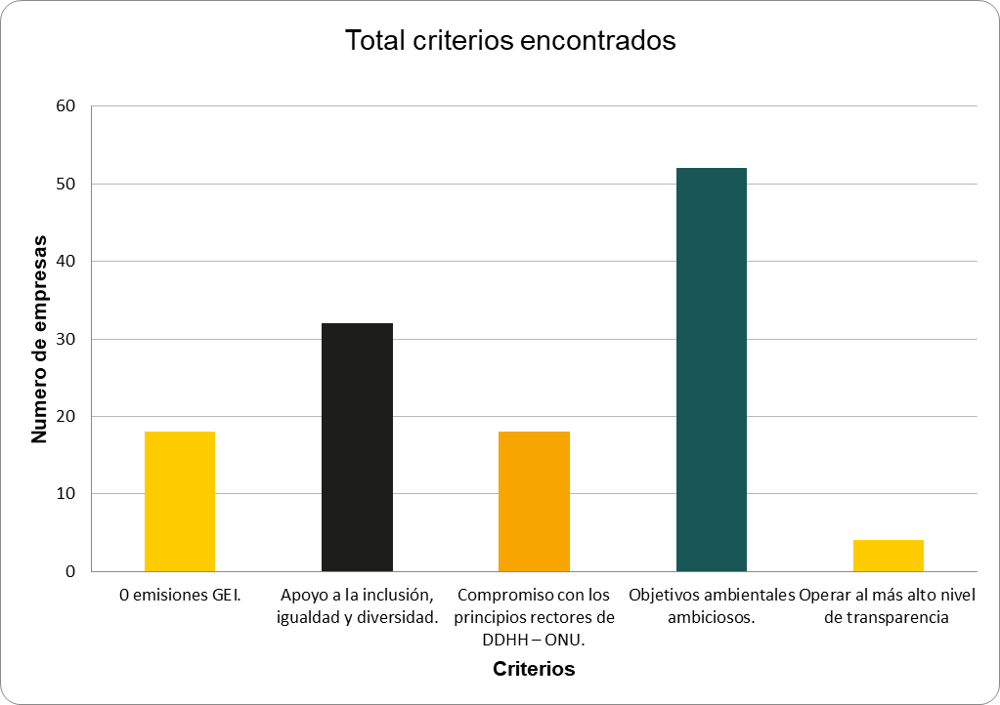 Total criterios encontrados
60
50
40
30
20
10
0
Numero de empresas
0 emisiones GEI.
Apoyo a la inclusión,
igualdad y diversidad.
Compromiso con los
principios rectores de
DDHH – ONU.
Objetivos ambientales
ambiciosos.
Operar al más alto nivel
de transparencia
Criterios